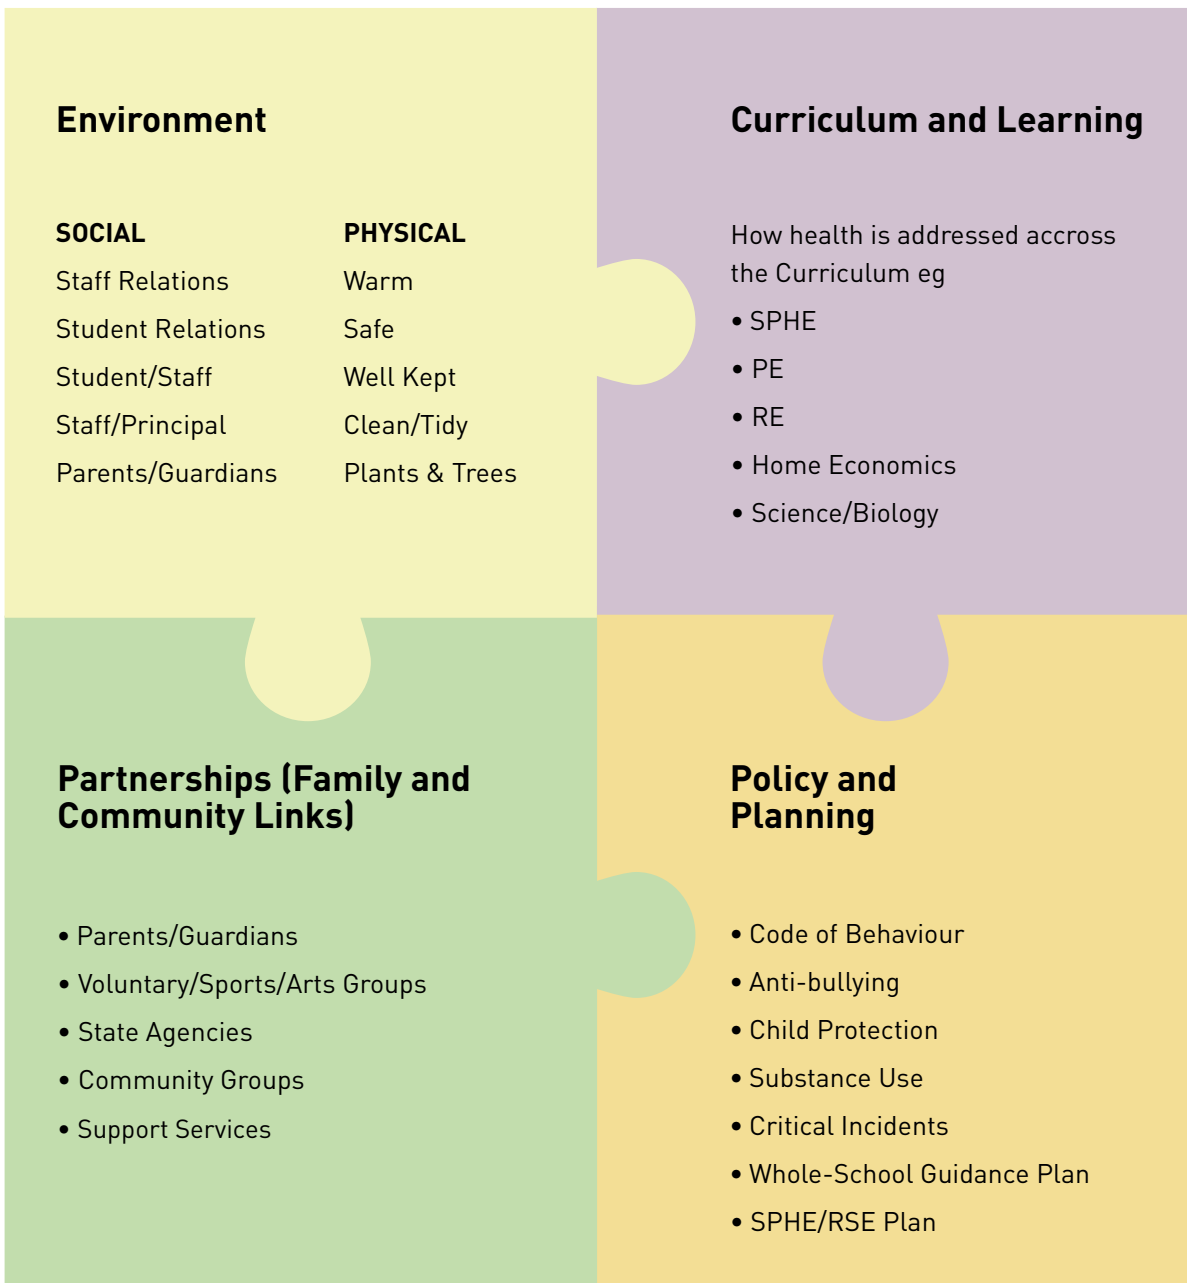 Environment
SOCIAL
Staff Relations
Student Relations
Student/Staff
Staff/Principal
Parents/Guardians
PHYSICAL
Warm
Safe
Well Kept
Clean/Tidy
Plants & Trees
Curriculum and Learning
How health is addressed accross
the Curriculum eg
• SPHE
• PE
• RE
• Home Economics
• Science/Biology
Partnerships (Family and
Community Links)
• Parents/Guardians
• Voluntary/Sports/Arts Groups
• State Agencies
• Community Groups
• Support Services
Policy and
Planning
• Code of Behaviour
• Anti-bullying
• Child Protection
• Substance Use
• Critical Incidents
• Whole-School Guidance Plan
• SPHE/RSE Plan